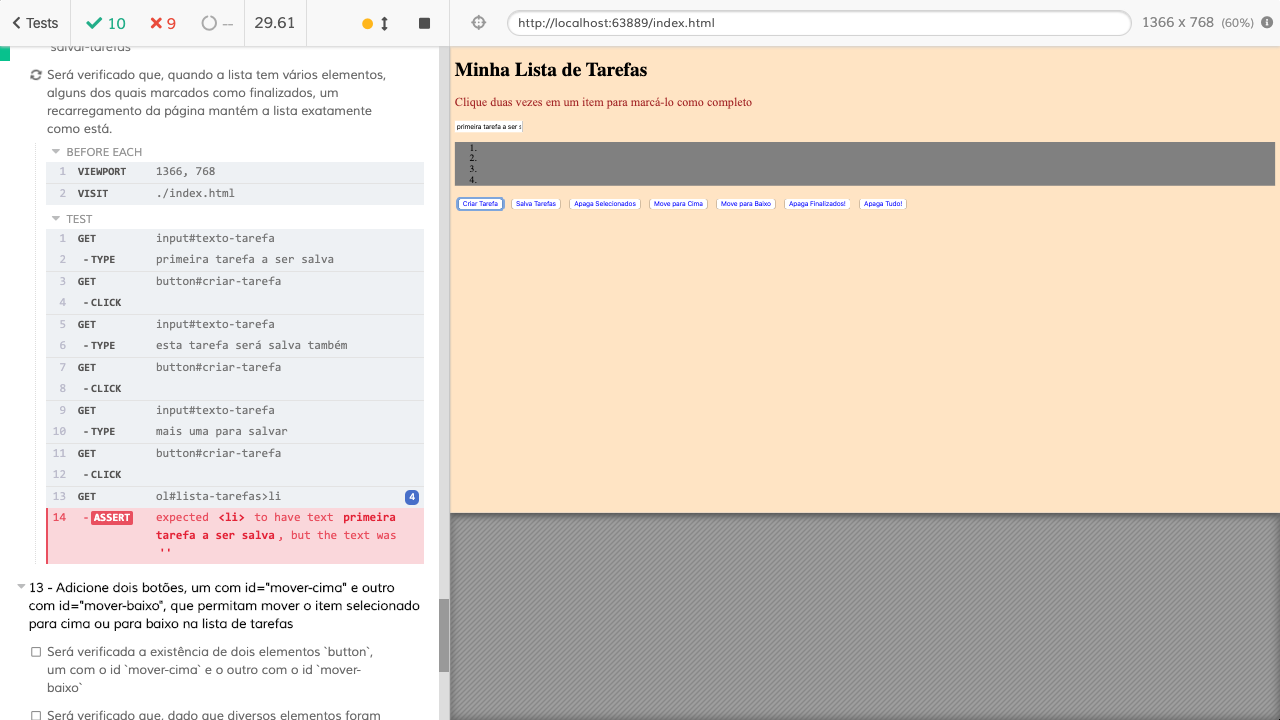 Tests
10
9
--
29.61
http://localhost:63889/index.html
1366 x 768 (60%)
salvar-tarefas
Será verificado que, quando a lista tem vários elementos,
alguns dos quais marcados como finalizados, um
recarregamento da página mantém a lista exatamente
como está.
BEFORE EACH
1 VIEWPORT 1366, 768
2 VISIT ./index.html
TEST
1 GET input#texto-tarefa
2 -TYPE primeira tarefa a ser salva
3 GET button#criar-tarefa
4 -CLICK
5 GET input#texto-tarefa
6 -TYPE esta tarefa será salva também
7 GET button#criar-tarefa
8 -CLICK
9 GET input#texto-tarefa
10 -TYPE mais uma para salvar
11 GET button#criar-tarefa
12 -CLICK
13 GET ol#lista-tarefas>li 4
14 -ASSERT expected <li> to have text primeira
tarefa a ser salva, but the text was
''
13 - Adicione dois botões, um com id="mover-cima" e outro
com id="mover-baixo", que permitam mover o item selecionado
para cima ou para baixo na lista de tarefas
Será verificada a existência de dois elementos `button`,
um com o id `mover-cima` e o outro com o id `mover-
baixo`
Será verificado que, dado que diversos elementos foram
Minha Lista de Tarefas
Clique duas vezes em um item para marcá-lo como completo
primeira tarefa a ser s
1.
2.
3.
4.
Criar Tarefa Salva Tarefas Apaga Selecionados Move para Cima Move para Baixo Apaga Finalizados! Apaga Tudo!